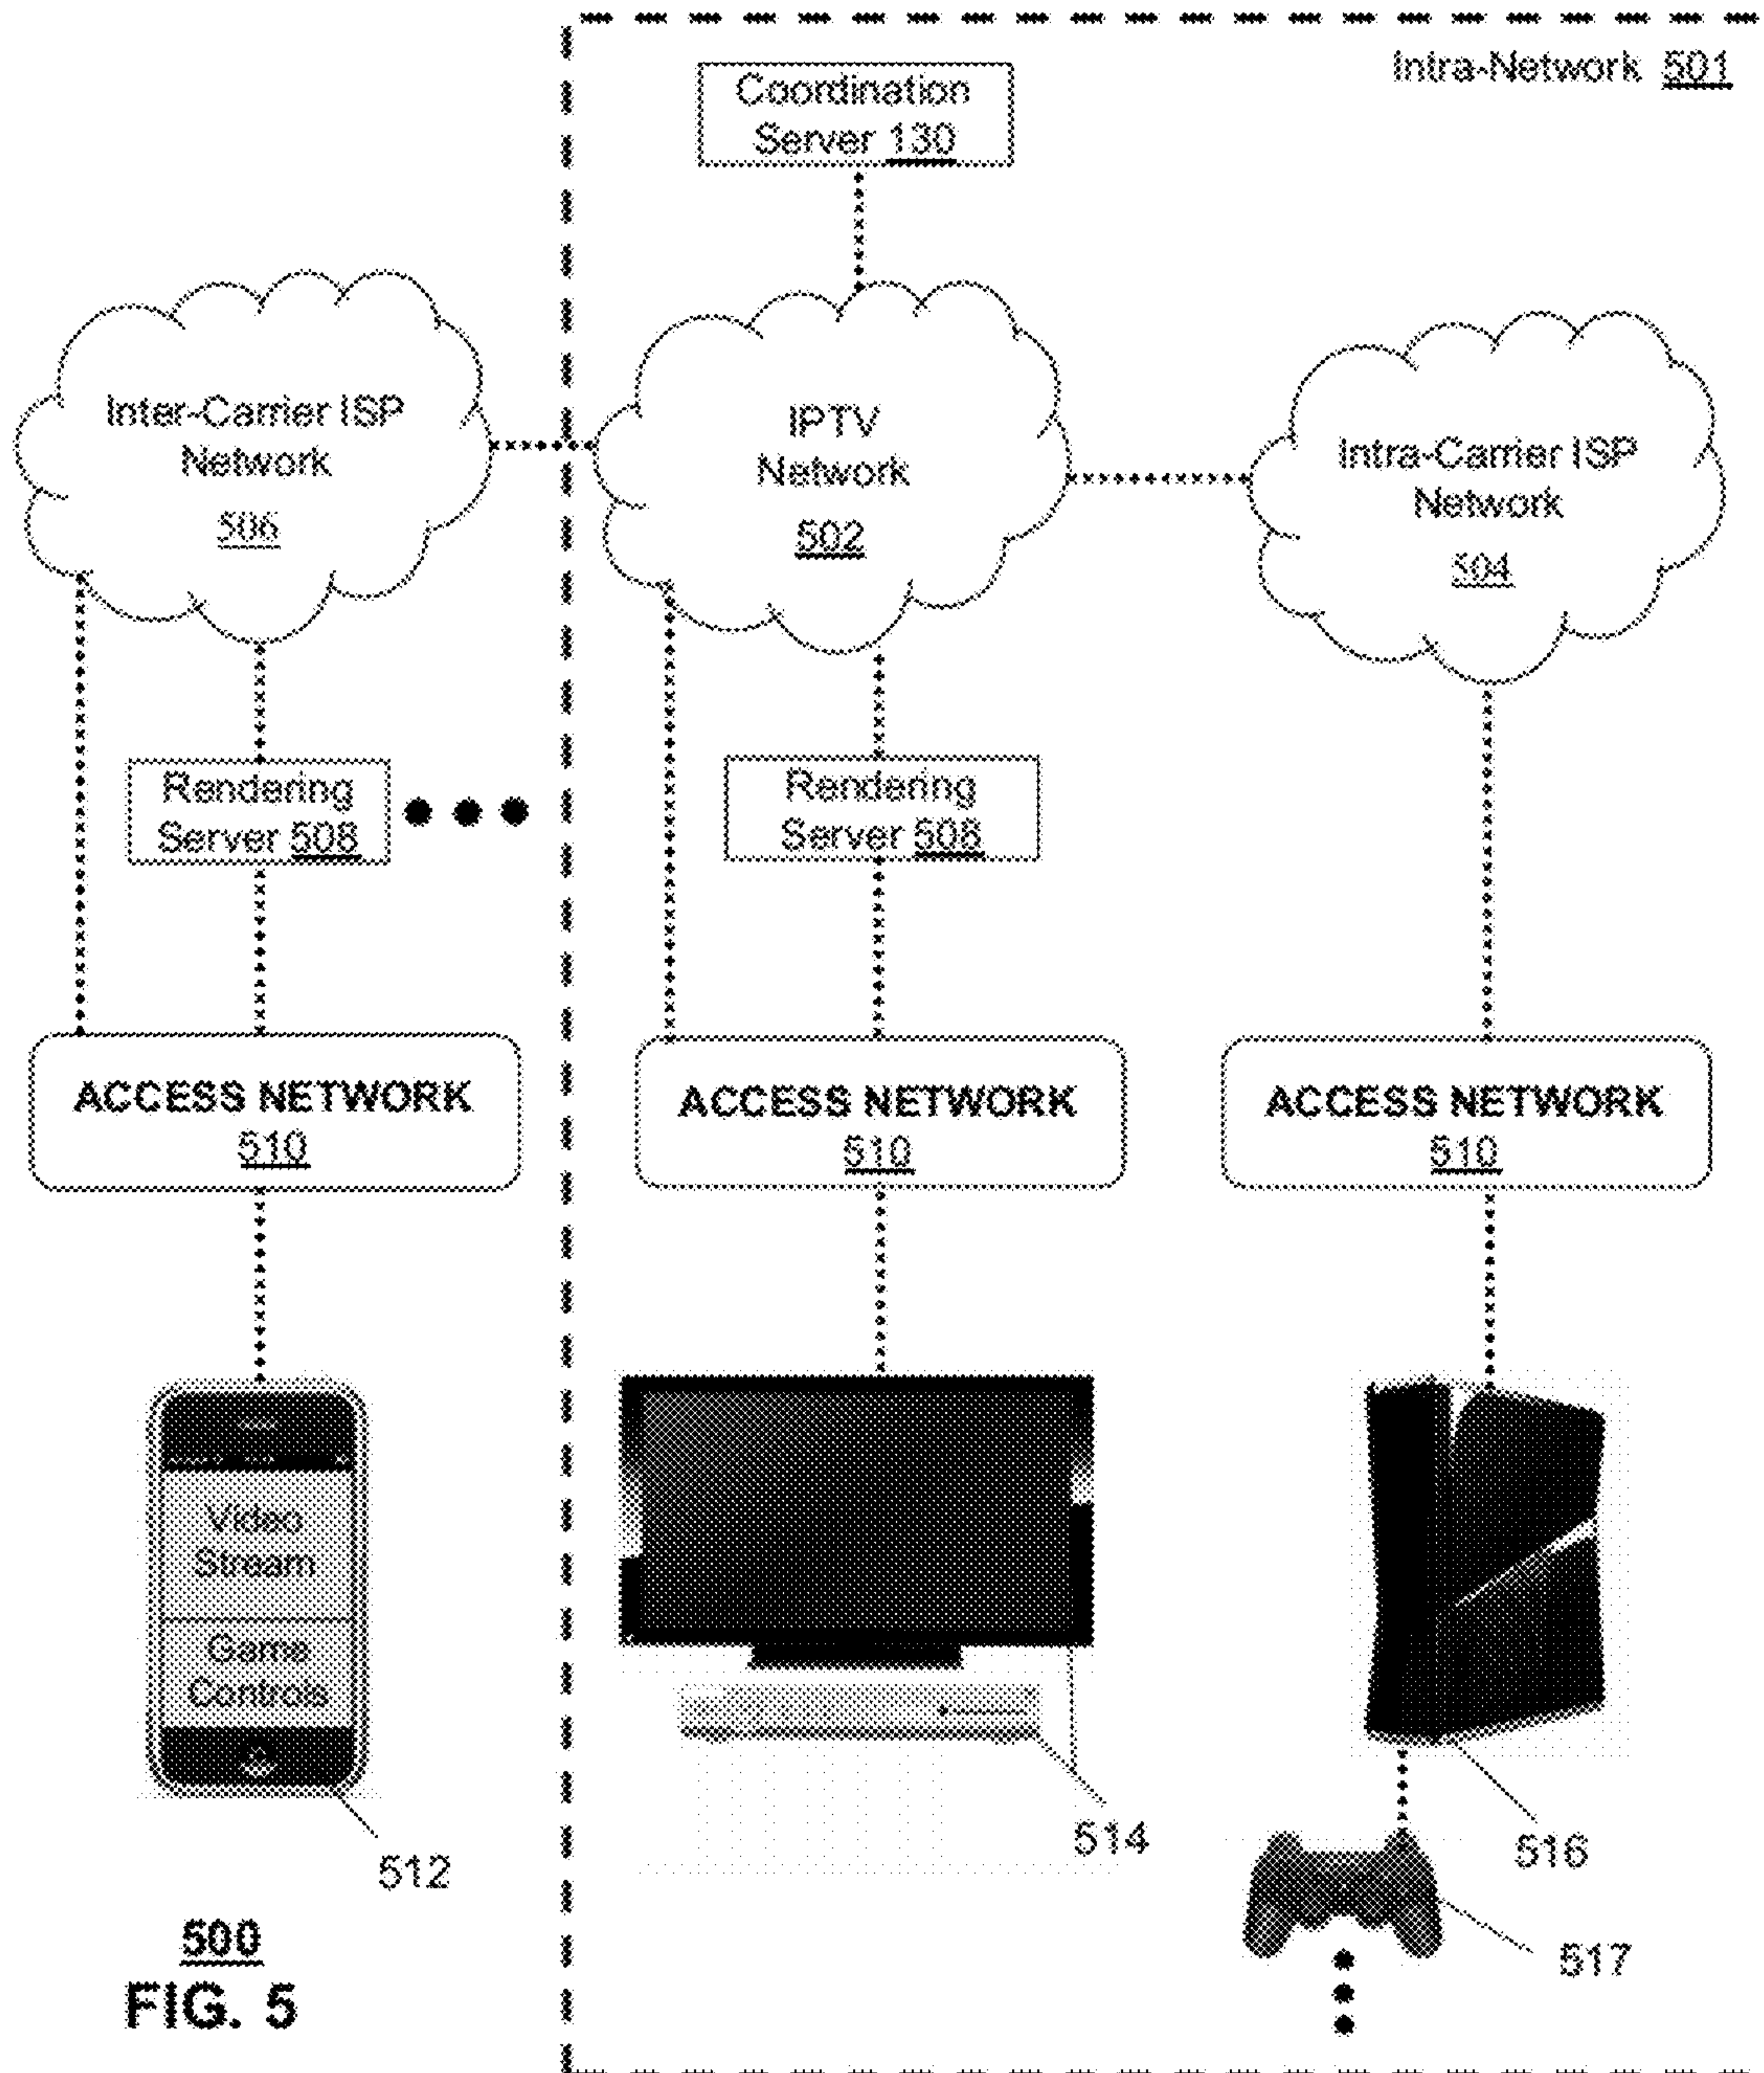 Intra-Network 501
Coordination
Server 130
Inter-Carrier ISP
Network
506
IPTV
Network
502
Intra-Carrier ISP
Network
504
Rendering
Server 508
Rendering
Server 508
ACCESS NETWORK
510
ACCESS NETWORK
510
ACCESS NETWORK
510
Video
Stream
Game
Controls
512
514
516
517
500
FIG. 5